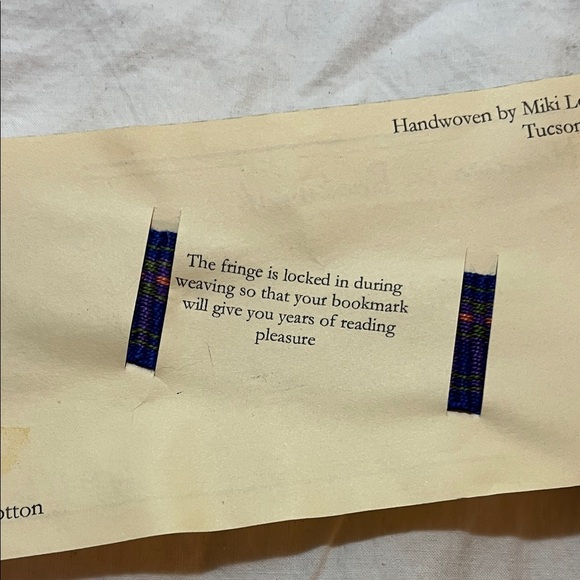 Handwoven by Miki
Tucson
The fringe is locked in during
weaving so that your bookmark
will give you years of reading
pleasure
otton